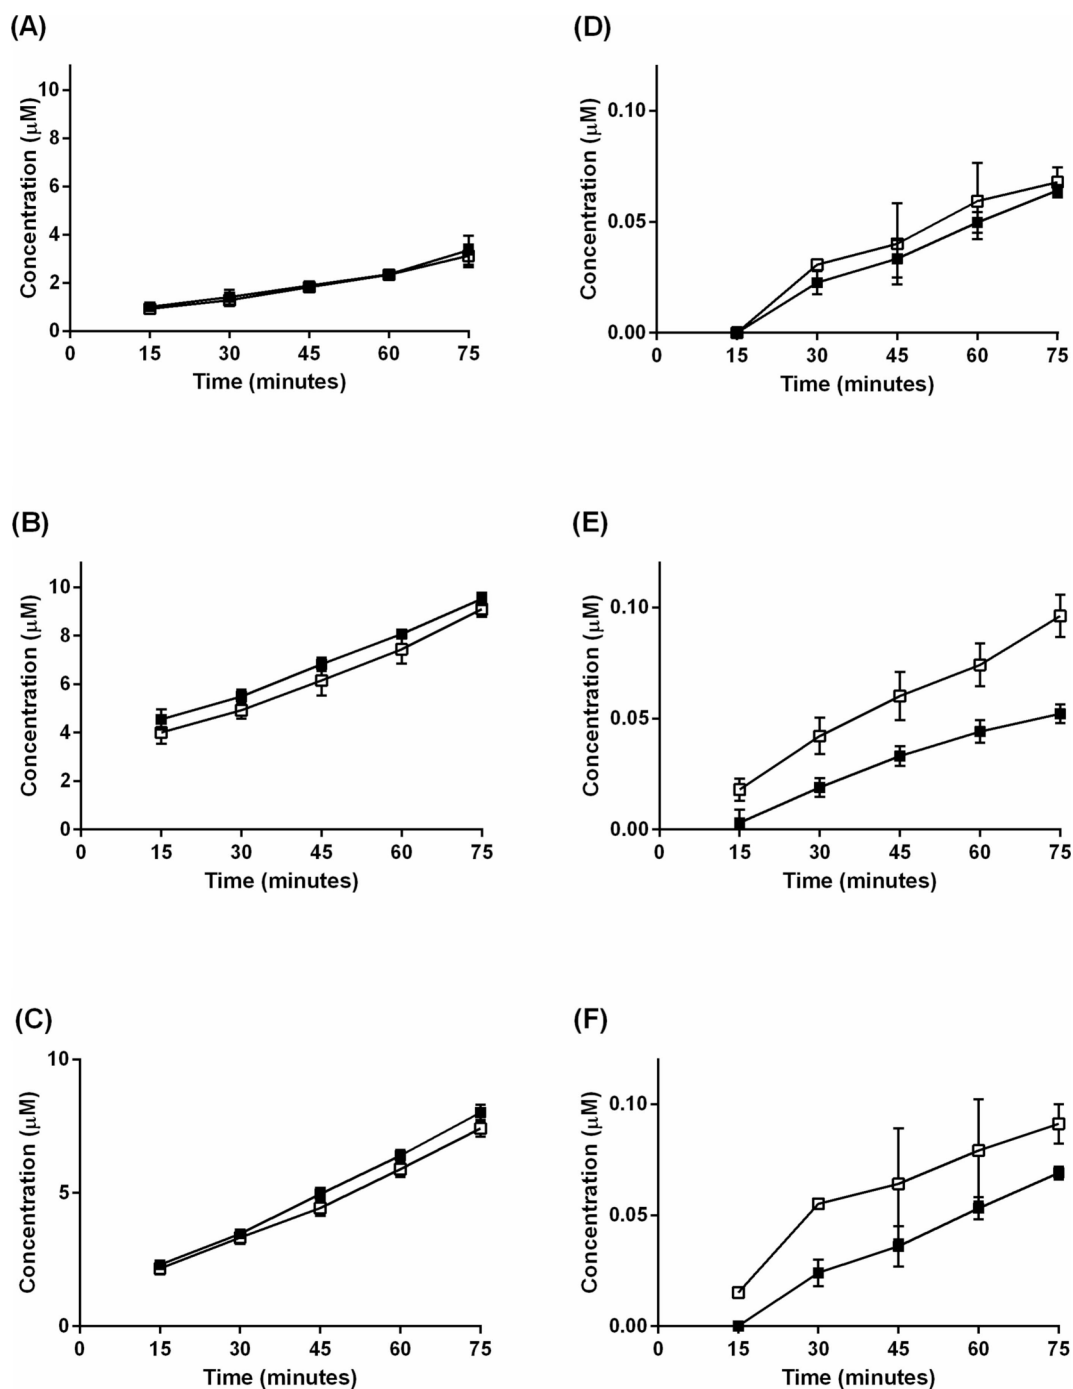 (A)
Concentration (μM)
10
8
6
4
2
0
0 15 30 45 60 75
Time (minutes)
(D)
Concentration (μM)
0.10
0.05
0.00
0 15 30 45 60 75
Time (minutes)
(B)
Concentration (μM)
10
8
6
4
2
0
0 15 30 45 60 75
Time (minutes)
(E)
Concentration (μM)
0.10
0.05
0.00
0 15 30 45 60 75
Time (minutes)
(C)
Concentration (μM)
10
5
0
0 15 30 45 60 75
Time (minutes)
(F)
Concentration (μM)
0.10
0.05
0.00
0 15 30 45 60 75
Time (minutes)